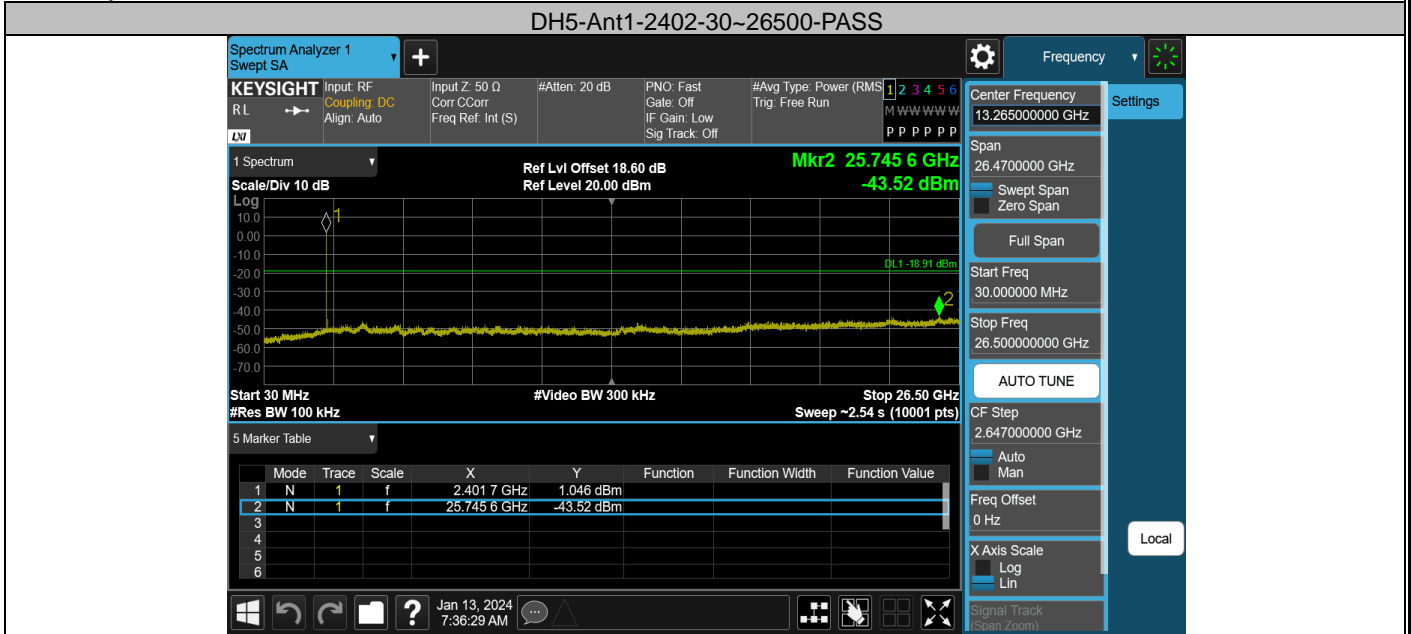 DH5-Ant1-2402-30~26500-PASS
Spectrum Analyzer 1
Swept SA
+
Frequency
KEYSIGHT
RL
LXI
Input: RF
Coupling: DC
Align: Auto
Input Z: 50 Ω
Corr CCorr
Freq Ref: Int (S)
#Atten: 20 dB
PNO: Fast
Gate: Off
IF Gain: Low
Sig Track: Off
#Avg Type: Power (RMS
Trig: Free Run
1 2 3 4 5 6
M W W W W W
P P P P P P
Center Frequency
13.265000000 GHz
Settings
Span
26.4700000 GHz
Swept Span
Zero Span
Full Span
Start Freq
30.000000 MHz
Stop Freq
26.500000000 GHz
AUTO TUNE
CF Step
2.647000000 GHz
Auto
Man
Freq Offset
0 Hz
X Axis Scale
Log
Lin
Signal Track
(Span Zoom)
Local
1 Spectrum
Scale/Div 10 dB
Ref Lvl Offset 18.60 dB
Ref Level 20.00 dBm
Mkr2 25.745 6 GHz
-43.52 dBm
Log
10.0
0.00
-10.0
-20.0
-30.0
-40.0
-50.0
-60.0
-70.0
1
DL1 -18.91 dBm
2
Start 30 MHz
#Video BW 300 kHz
Stop 26.50 GHz
#Res BW 100 kHz
Sweep ~2.54 s (10001 pts)
5 Marker Table
Mode Trace Scale X Y Function Function Width Function Value
1 N 1 f 2.401 7 GHz 1.046 dBm
2 N 1 f 25.745 6 GHz -43.52 dBm
3
4
5
6
?
Jan 13, 2024
7:36:29 AM